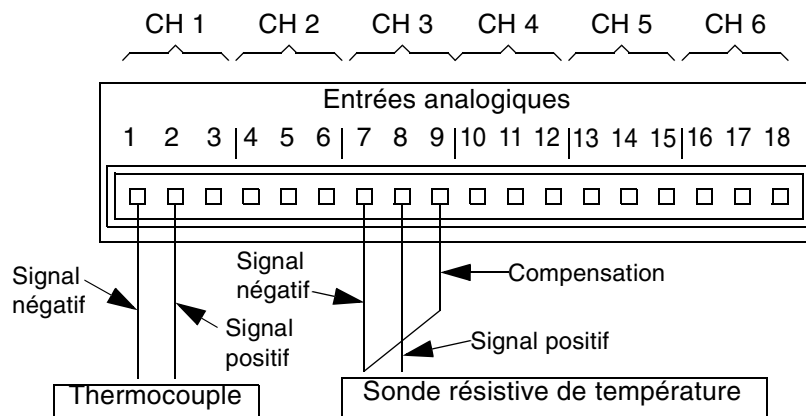 CH 1 CH 2 CH 3 CH 4 CH 5 CH 6
Entrées analogiques
1 2 3 4 5 6 7 8 9 10 11 12 13 14 15 16 17 18
Signal
négatif
Signal
positif
Signal
négatif
Compensation
Signal positif
Thermocouple
Sonde résistive de température